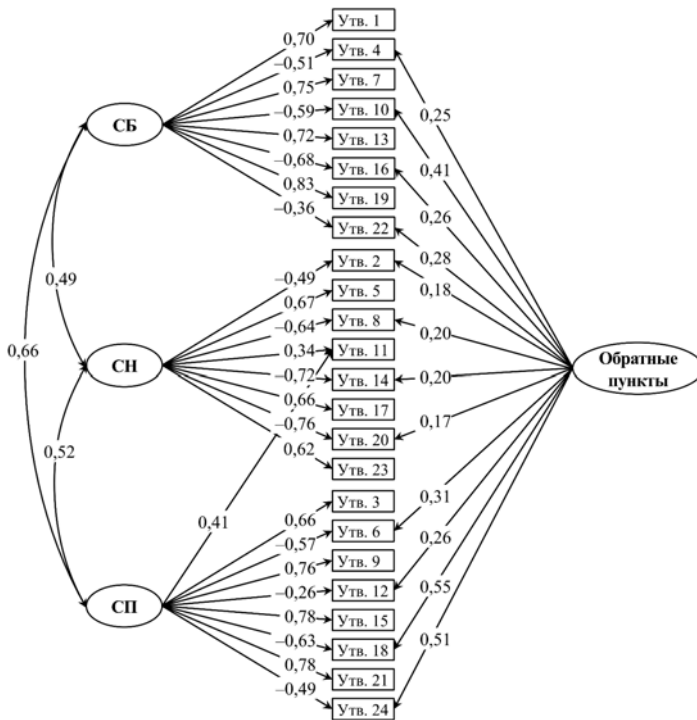 0,70
Утв. 1
–0,51
Утв. 4
0,75
Утв. 7
–0,59
Утв. 10
0,25
СБ
0,72
Утв. 13
–0,68
Утв. 16
0,41
0,83
Утв. 19
0,26
–0,36
Утв. 22
0,28
–0,49
Утв. 2
0,18
0,49
0,67
Утв. 5
–0,64
Утв. 8
0,20
0,66
0,34
Утв. 11
СН
–0,72
Утв. 14
0,20
Обратные
пункты
0,66
Утв. 17
–0,76
Утв. 20
0,17
0,52
0,62
Утв. 23
0,41
0,66
Утв. 3
0,31
–0,57
Утв. 6
0,76
Утв. 9
0,26
–0,26
Утв. 12
СП
0,78
Утв. 15
0,55
–0,63
Утв. 18
0,51
0,78
Утв. 21
–0,49
Утв. 24